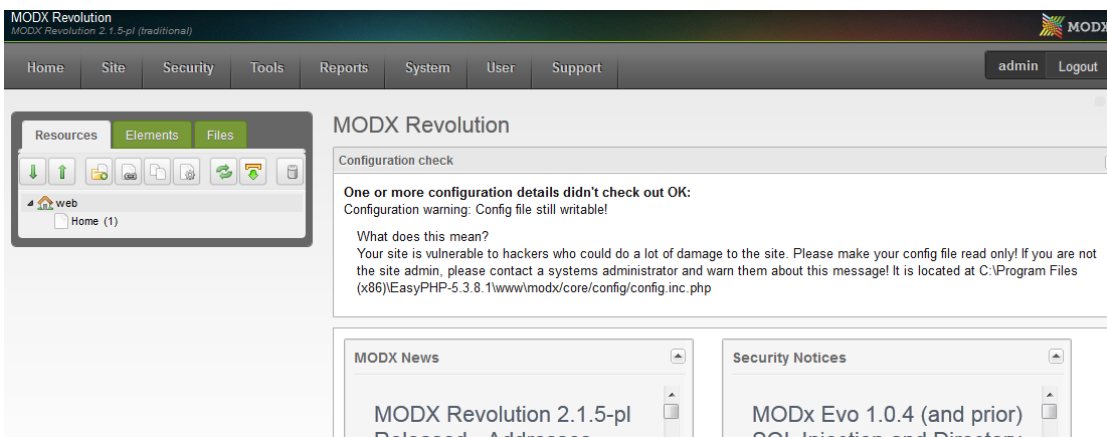 MODX Revolution
MODX Revolution 2.1.5-pl (traditional)
MODX
Home Site Security Tools Reports System User Support
admin Logout
Resources Elements Files
web
Home (1)
MODX Revolution
Configuration check
One or more configuration details didn't check out OK:
Configuration warning: Config file still writable!
What does this mean?
Your site is vulnerable to hackers who could do a lot of damage to the site. Please make your config file read only! If you are not
the site admin, please contact a systems administrator and warn them about this message! It is located at C:\Program Files
(x86)\EasyPHP-5.3.8.1\www\modx/core/config/config.inc.php
MODX News
MODX Revolution 2.1.5-pl
Released - Addresses
Security Notices
MODx Evo 1.0.4 (and prior)
SQL Injection and Directory